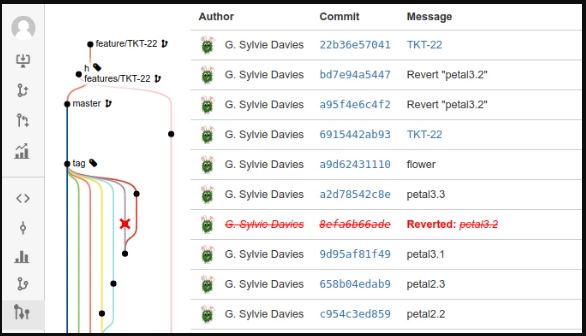 Author Commit Message
feature/TKT-22 G. Sylvie Davies 22b36e57041 TKT-22
h
features/TKT-22 G. Sylvie Davies bd7e94a5447 Revert "petal3.2"
master G. Sylvie Davies a95f4e6c4f2 Revert "petal3.2"
G. Sylvie Davies 6915442ab93 TKT-22
tag G. Sylvie Davies a9d62431110 flower
G. Sylvie Davies a2d78542c8e petal3.3
G. Sylvie Davies 8efa6b66ade Reverted: petal3.2
G. Sylvie Davies 9d95af81f49 petal3.1
G. Sylvie Davies 658b04edab9 petal2.3
G. Sylvie Davies c954c3ed859 petal2.2